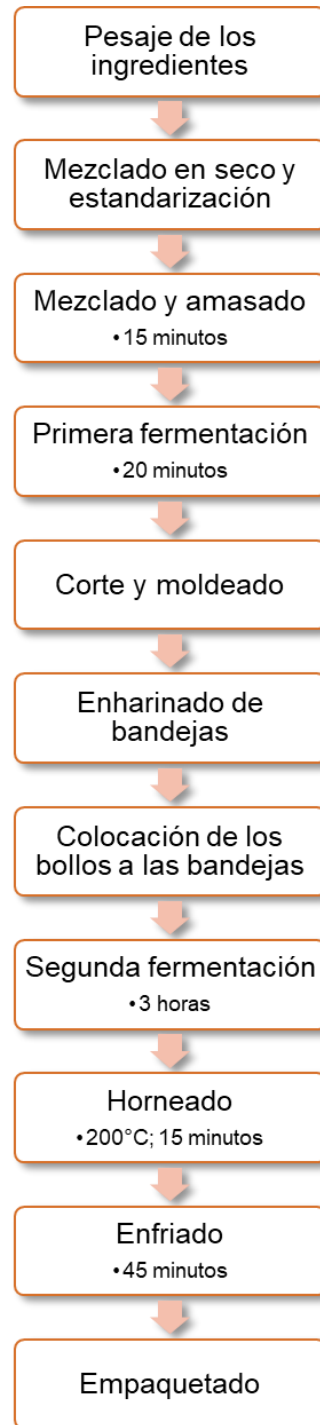 Pesaje de los
ingredientes
Mezclado en seco y
estandarización
Mezclado y amasado
•15 minutos
Primera fermentación
•20 minutos
Corte y moldeado
Enharinado de
bandejas
Colocación de los
bollos a las bandejas
Segunda fermentación
•3 horas
Horneado
•200°C; 15 minutos
Enfriado
•45 minutos
Empaquetado